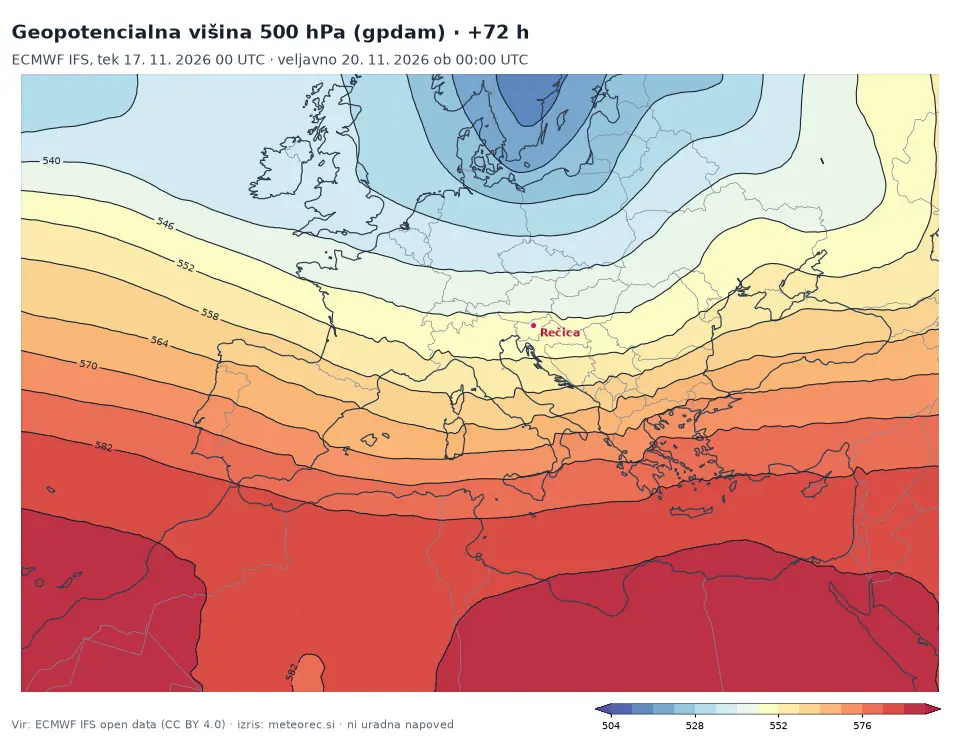 Geopotencialna višina 500 hPa (gpdam) · +72 h
ECMWF IFS, tek 17. 11. 2026 00 UTC · veljavno 20. 11. 2026 ob 00:00 UTC
540
546
552
558
564
570
582
Rečica
582
504 528 552 576
Vir: ECMWF IFS open data (CC BY 4.0) · izris: meteorec.si · ni uradna napoved